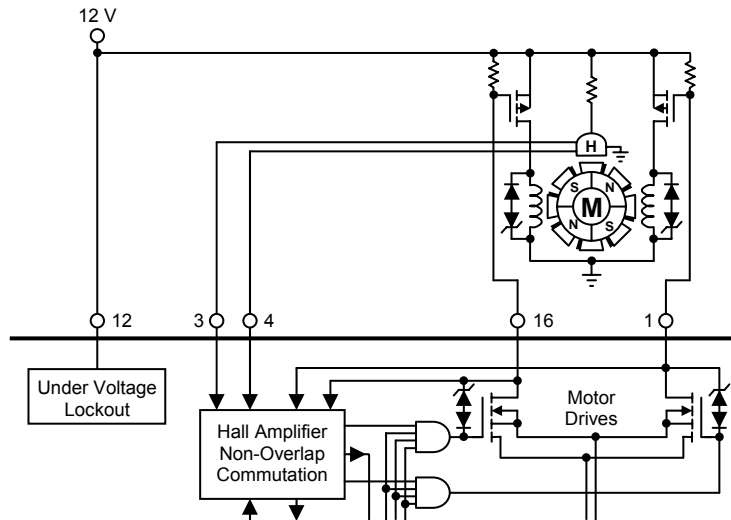 12 V
H
S
N
M
N
S
12
3
4
16
1
Under Voltage
Lockout
Hall Amplifier
Non-Overlap
Commutation
Motor
Drives